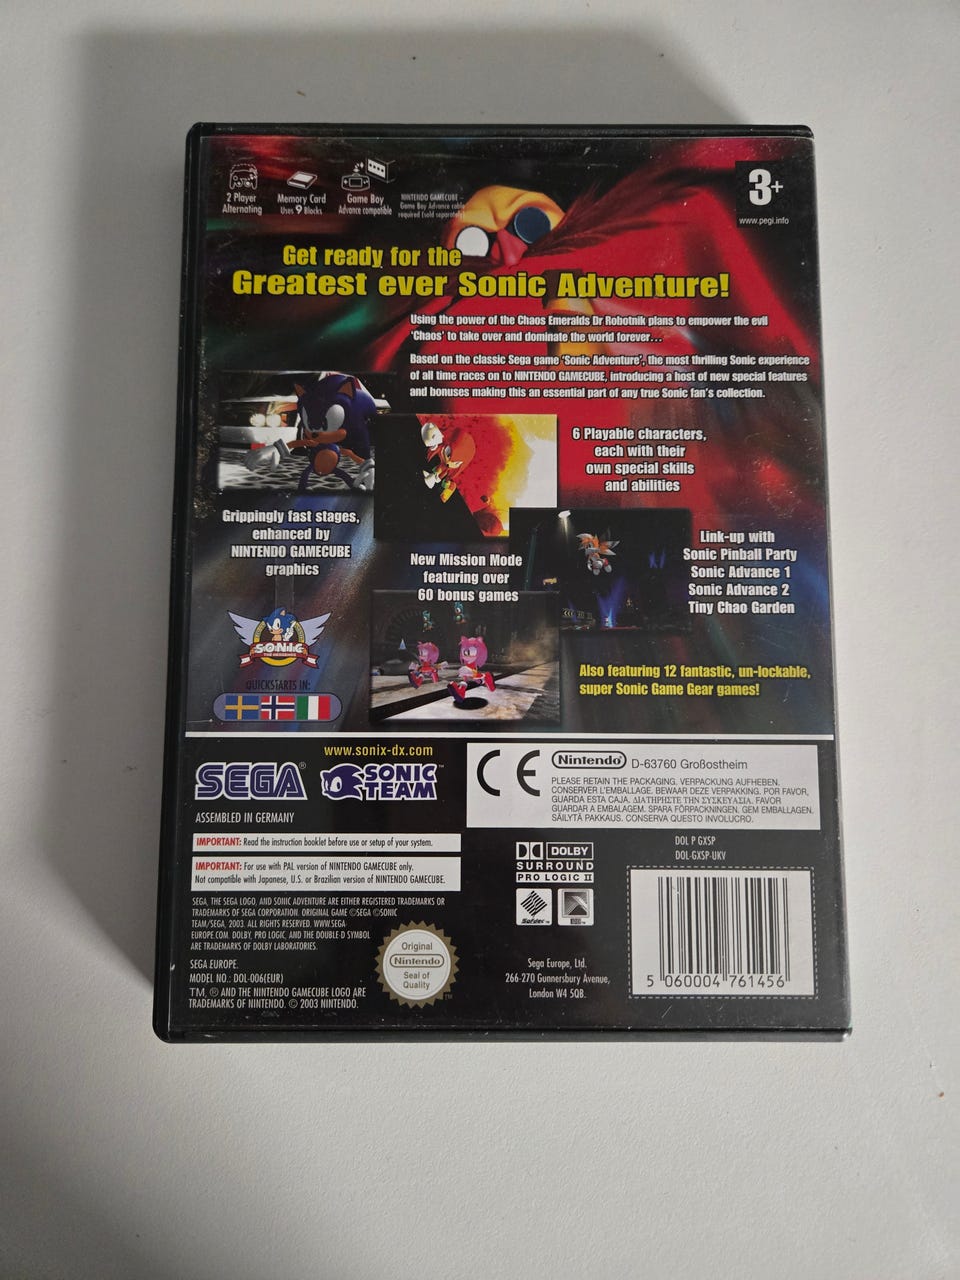 2 Player
Alternating
Memory Card
Uses 9 Blocks
Game Boy
Advance compatible
NINTENDO GAMECUBE –
Game Boy Advance cable
required (sold separately)
3+
www.pegi.info
Get ready for the
Greatest ever Sonic Adventure!
Using the power of the Chaos Emeralds Dr Robotnik plans to empower the evil
'Chaos' to take over and dominate the world forever…
Based on the classic Sega game 'Sonic Adventure', the most thrilling Sonic experience
of all time races on to NINTENDO GAMECUBE, introducing a host of new special features
and bonuses making this an essential part of any true Sonic fan's collection.
6 Playable characters,
each with their
own special skills
and abilities
Grippingly fast stages,
enhanced by
NINTENDO GAMECUBE
graphics
New Mission Mode
featuring over
60 bonus games
Link-up with
Sonic Pinball Party
Sonic Advance 1
Sonic Advance 2
Tiny Chao Garden
SONIC
THE HEDGEHOG
QUICKSTARTS IN:
Also featuring 12 fantastic, un-lockable,
super Sonic Game Gear games!
www.sonix-dx.com
SEGA®
SONIC
TEAM™
ASSEMBLED IN GERMANY
CE
Nintendo® D-63760 Großostheim
PLEASE RETAIN THE PACKAGING. VERPACKUNG AUFHEBEN.
CONSERVER L'EMBALLAGE. BEWAAR DEZE VERPAKKING. POR FAVOR,
GUARDA ESTA CAJA. ΔΙΑΤΗΡΗΣΤΕ ΤΗΝ ΣΥΣΚΕΥΑΣΙΑ. FAVOR
GUARDAR A EMBALAGEM. SPARA FÖRPACKNINGEN. GEM EMBALLAGEN.
SÄILYTÄ PAKKAUS. CONSERVA QUESTO INVOLUCRO.
IMPORTANT: Read the instruction booklet before use or setup of your system.
IMPORTANT: For use with PAL version of NINTENDO GAMECUBE only.
Not compatible with Japanese, U.S. or Brazilian version of NINTENDO GAMECUBE.
DOL P GXSP
DOL-GXSP-UKV
DOLBY
SURROUND
PRO LOGIC II
Sofdec™
SEGA, THE SEGA LOGO, AND SONIC ADVENTURE ARE EITHER REGISTERED TRADEMARKS OR
TRADEMARKS OF SEGA CORPORATION. ORIGINAL GAME ©SEGA ©SONIC
TEAM/SEGA, 2003. ALL RIGHTS RESERVED. WWW.SEGA-
EUROPE.COM. DOLBY, PRO LOGIC, AND THE DOUBLE-D SYMBOL
ARE TRADEMARKS OF DOLBY LABORATORIES.
SEGA EUROPE.
MODEL NO.: DOL-006(EUR)
TM, ® AND THE NINTENDO GAMECUBE LOGO ARE
TRADEMARKS OF NINTENDO. © 2003 NINTENDO.
Original
Nintendo
Seal of
Quality
TM
Sega Europe, Ltd.
266-270 Gunnersbury Avenue,
London W4 5QB.
5 060004 761456